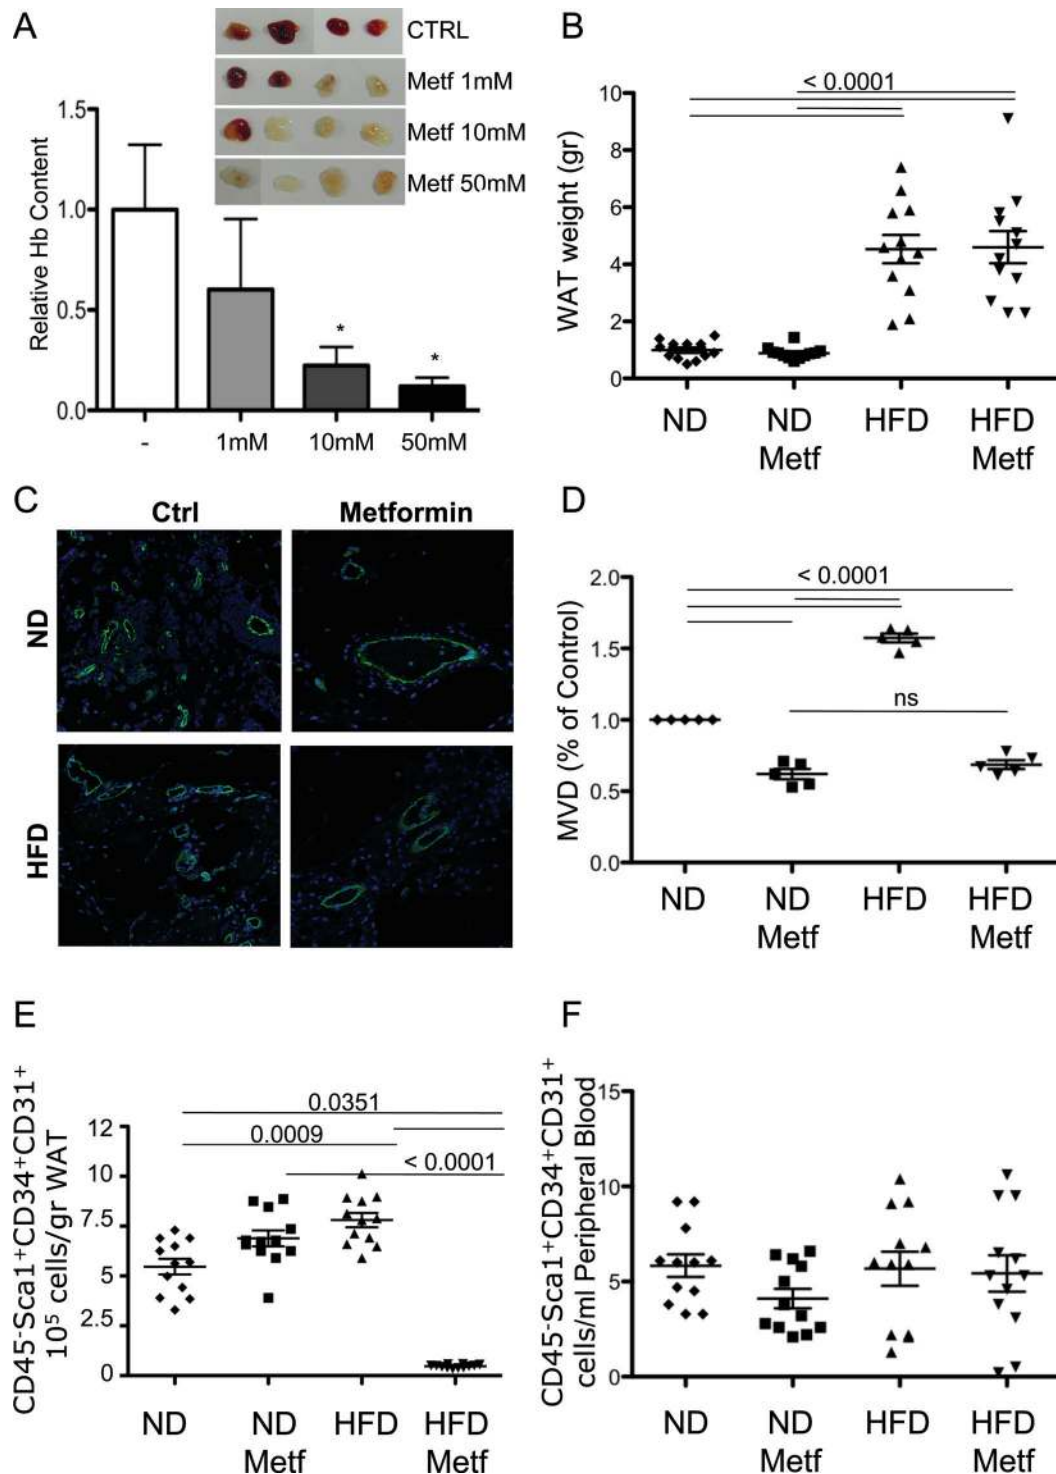 A
CTRL
Metf 1mM
Metf 10mM
Metf 50mM
Relative Hb Content
1.5
1.0
0.5
0.0
*
*
-
1mM
10mM
50mM
B
< 0.0001
WAT weight (gr)
10
8
6
4
2
0
ND
ND
Metf
HFD
HFD
Metf
C
Ctrl
Metformin
ND
HFD
D
< 0.0001
ns
MVD (% of Control)
2.0
1.5
1.0
0.5
0.0
ND
ND
Metf
HFD
HFD
Metf
E
CD45⁻Sca1⁺CD34⁺CD31⁺
10⁵ cells/gr WAT
0.0351
0.0009
< 0.0001
12
10
7.5
5
2.5
0
ND
ND
Metf
HFD
HFD
Metf
F
CD45⁻Sca1⁺CD34⁺CD31⁺
cells/ml Peripheral Blood
15
10
5
0
ND
ND
Metf
HFD
HFD
Metf